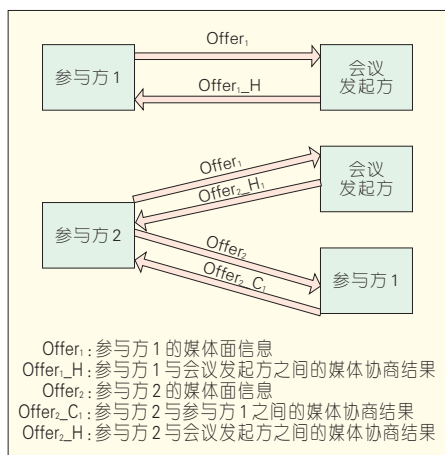 Offer₁
参与方1
会议
发起方
Offer₁_H
Offer₁
Offer₂_H₁
会议
发起方
参与方2
Offer₂
Offer₂_C₁
参与方1
Offer₁:参与方1的媒体面信息
Offer₁_H:参与方1与会议发起方之间的媒体协商结果
Offer₂:参与方2的媒体面信息
Offer₂_C₁:参与方2与参与方1之间的媒体协商结果
Offer₂_H:参与方2与会议发起方之间的媒体协商结果